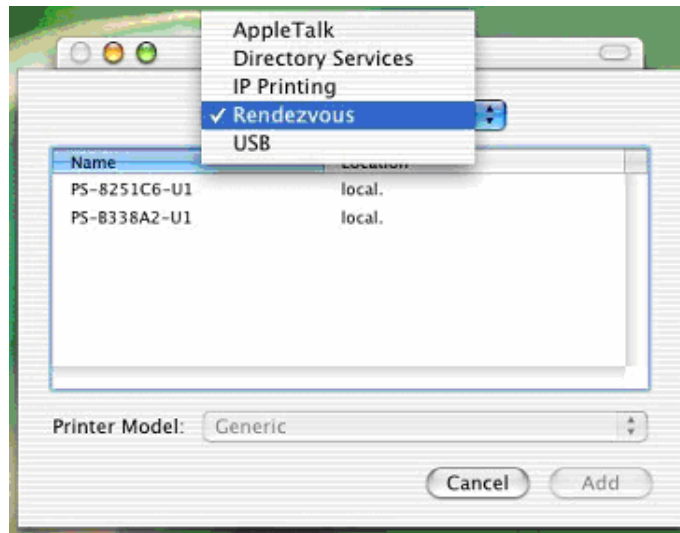 AppleTalk
Directory Services
IP Printing
✓ Rendezvous
USB
Name Location
PS-8251C6-U1 local.
PS-B338A2-U1 local.
Printer Model: Generic
Cancel Add